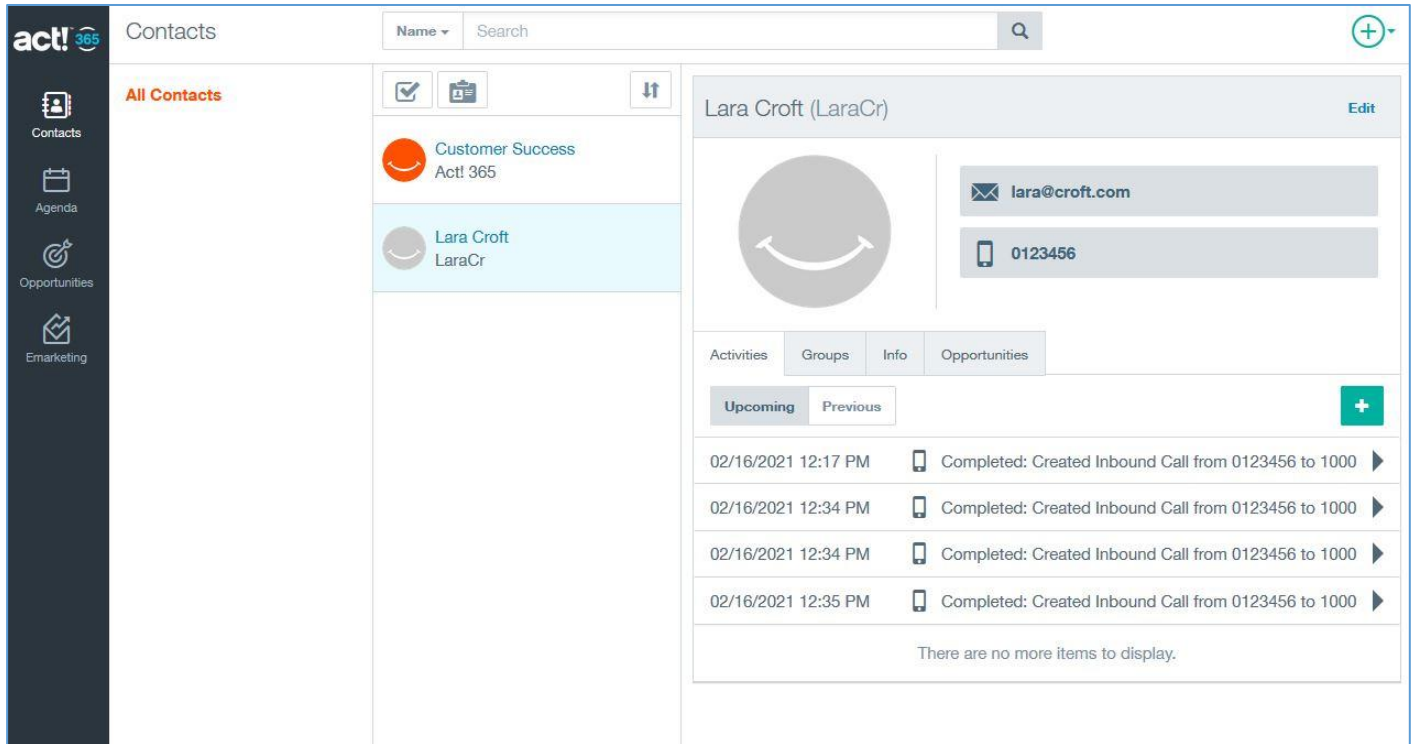 act! 365
Contacts
Name
Search
Contacts
Agenda
Opportunities
Emarketing
All Contacts
Customer Success
Act! 365
Lara Croft
LaraCr
Lara Croft (LaraCr)
Edit
lara@croft.com
0123456
Activities Groups Info Opportunities
Upcoming Previous
02/16/2021 12:17 PM Completed: Created Inbound Call from 0123456 to 1000
02/16/2021 12:34 PM Completed: Created Inbound Call from 0123456 to 1000
02/16/2021 12:34 PM Completed: Created Inbound Call from 0123456 to 1000
02/16/2021 12:35 PM Completed: Created Inbound Call from 0123456 to 1000
There are no more items to display.